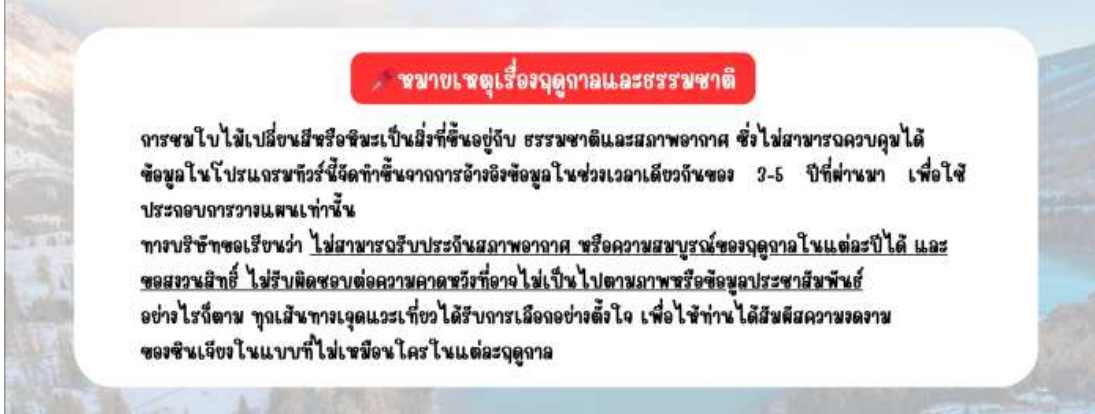 📌หมายเหตุเรื่องฤดูกาลและธรรมชาติ
การชมใบไม้เปลี่ยนสีหรือหิมะเป็นสิ่งที่ขึ้นอยู่กับ ธรรมชาติและสภาพอากาศ ซึ่งไม่สามารถควบคุมได้
ข้อมูลในโปรแกรมทัวร์นี้จัดทำขึ้นจากการอ้างอิงข้อมูลในช่วงเวลาเดียวกันของ 3-5 ปีที่ผ่านมา เพื่อใช้
ประกอบการวางแผนเท่านั้น
ทางบริษัทขอเรียนว่า ไม่สามารถรับประกันสภาพอากาศ หรือความสมบูรณ์ของฤดูกาลในแต่ละปีได้ และ
ขอสงวนสิทธิ์ ไม่รับผิดชอบต่อความคาดหวังที่อาจไม่เป็นไปตามภาพหรือข้อมูลประชาสัมพันธ์
อย่างไรก็ตาม ทุกเส้นทางจุดแวะเที่ยวได้รับการเลือกอย่างตั้งใจ เพื่อให้ท่านได้สัมผัสความงดงาม
ของซินเจียงในแบบที่ไม่เหมือนใครในแต่ละฤดูกาล